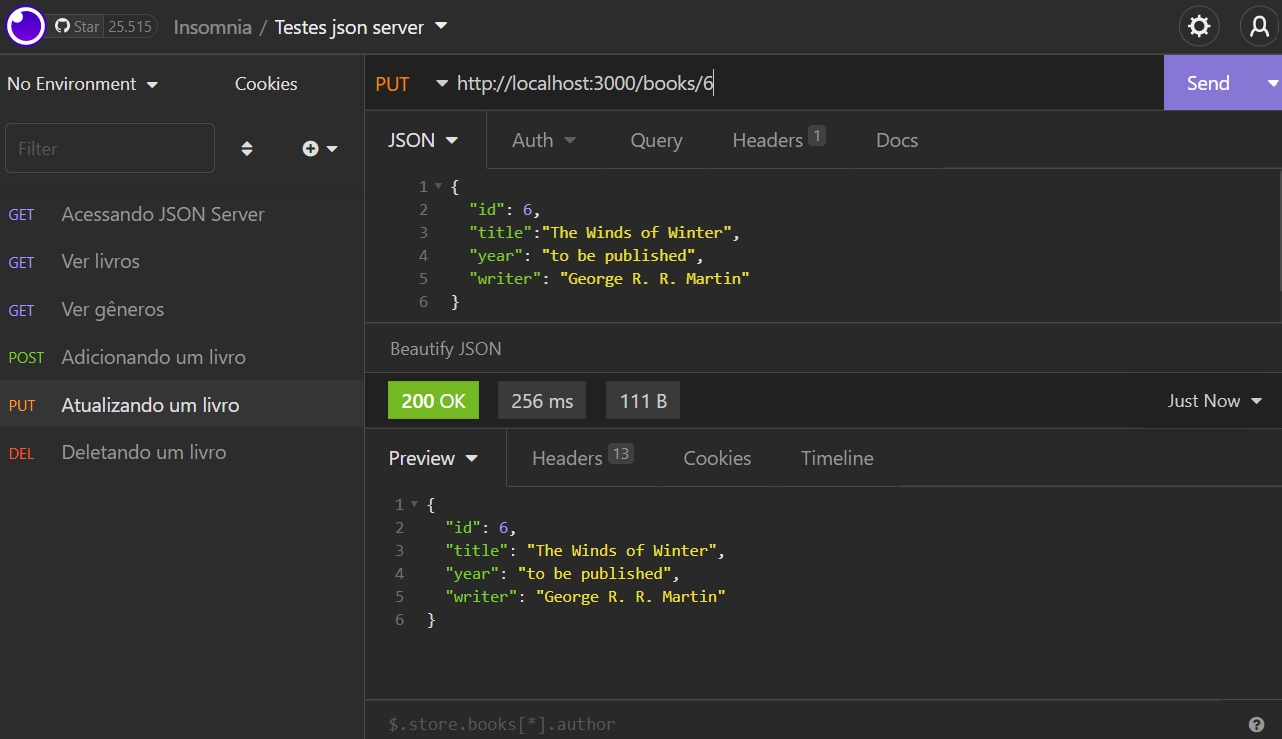 Star 25.515 Insomnia / Testes json server
No Environment Cookies
Filter
GET Acessando JSON Server
GET Ver livros
GET Ver gêneros
POST Adicionando um livro
PUT Atualizando um livro
DEL Deletando um livro
PUT http://localhost:3000/books/6 Send
JSON Auth Query Headers 1 Docs
1 {
2 "id": 6,
3 "title":"The Winds of Winter",
4 "year": "to be published",
5 "writer": "George R. R. Martin"
6 }
Beautify JSON
200 OK 256 ms 111 B Just Now
Preview Headers 13 Cookies Timeline
1 {
2 "id": 6,
3 "title": "The Winds of Winter",
4 "year": "to be published",
5 "writer": "George R. R. Martin"
6 }
$.store.books[*].author ?